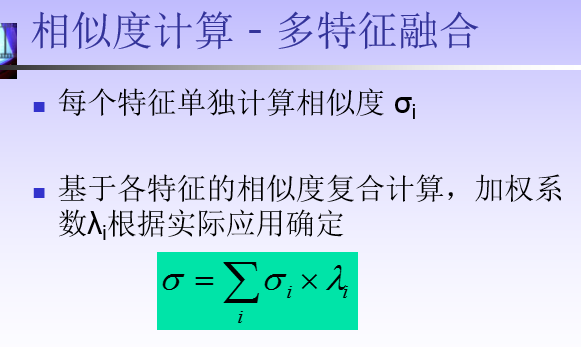 相似度计算 - 多特征融合
每个特征单独计算相似度 σi
基于各特征的相似度复合计算，加权系
数λi根据实际应用确定
σ = ∑i σi × λi